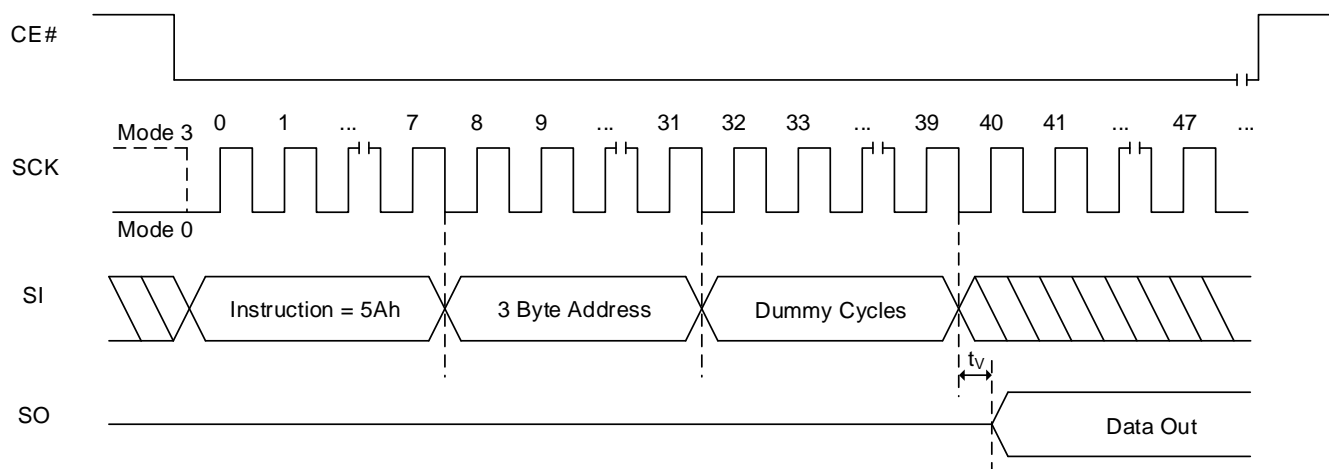 CE#
0 1 ... 7 8 9 ... 31 32 33 ... 39 40 41 ... 47 ...
Mode 3
SCK
Mode 0
SI
Instruction = 5Ah
3 Byte Address
Dummy Cycles
tV
SO
Data Out